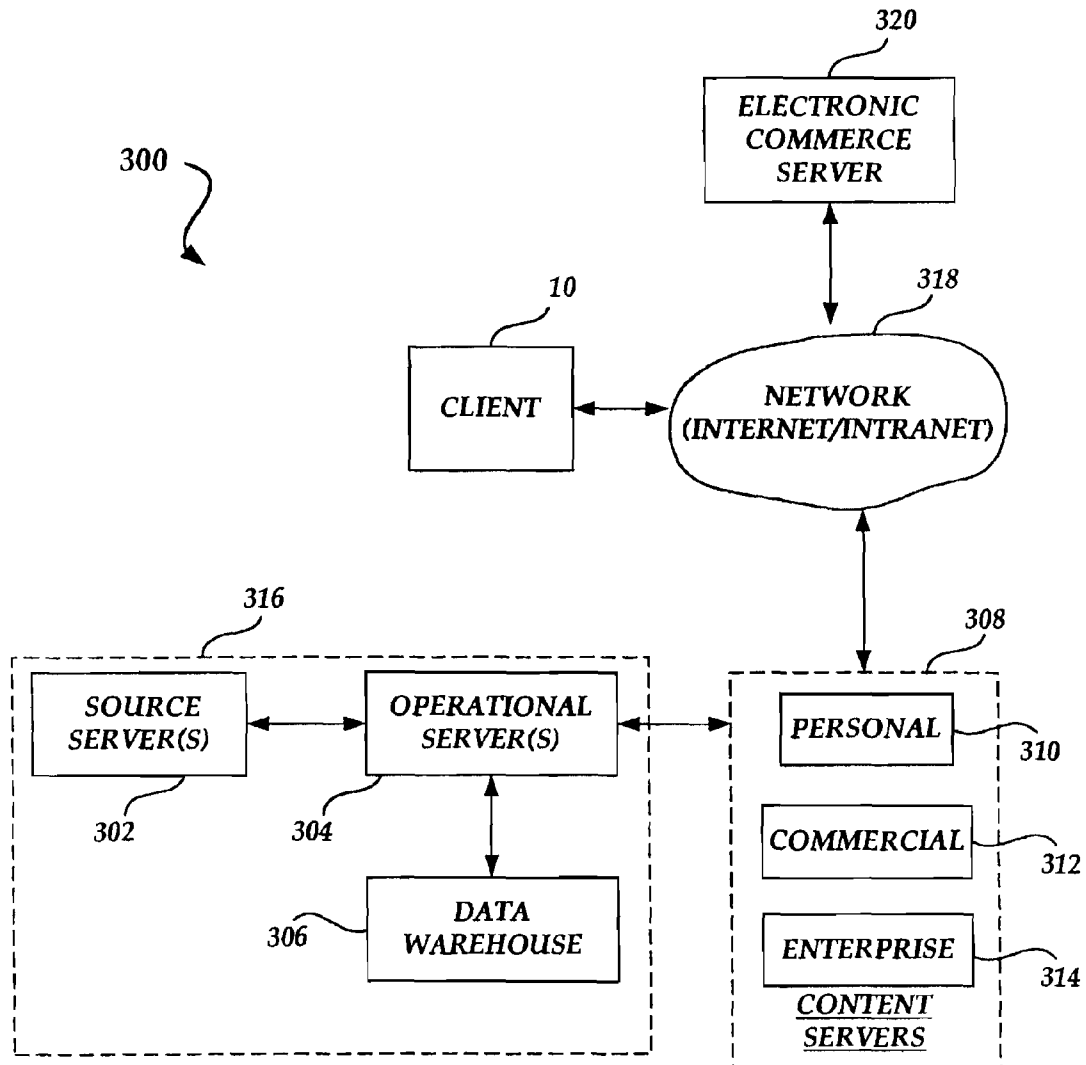 320
ELECTRONIC
COMMERCE
SERVER
300
10
318
CLIENT
NETWORK
(INTERNET/INTRANET)
316
308
SOURCE
SERVER(S)
OPERATIONAL
SERVER(S)
PERSONAL
310
302
304
COMMERCIAL
312
306
DATA
WAREHOUSE
ENTERPRISE
314
CONTENT
SERVERS